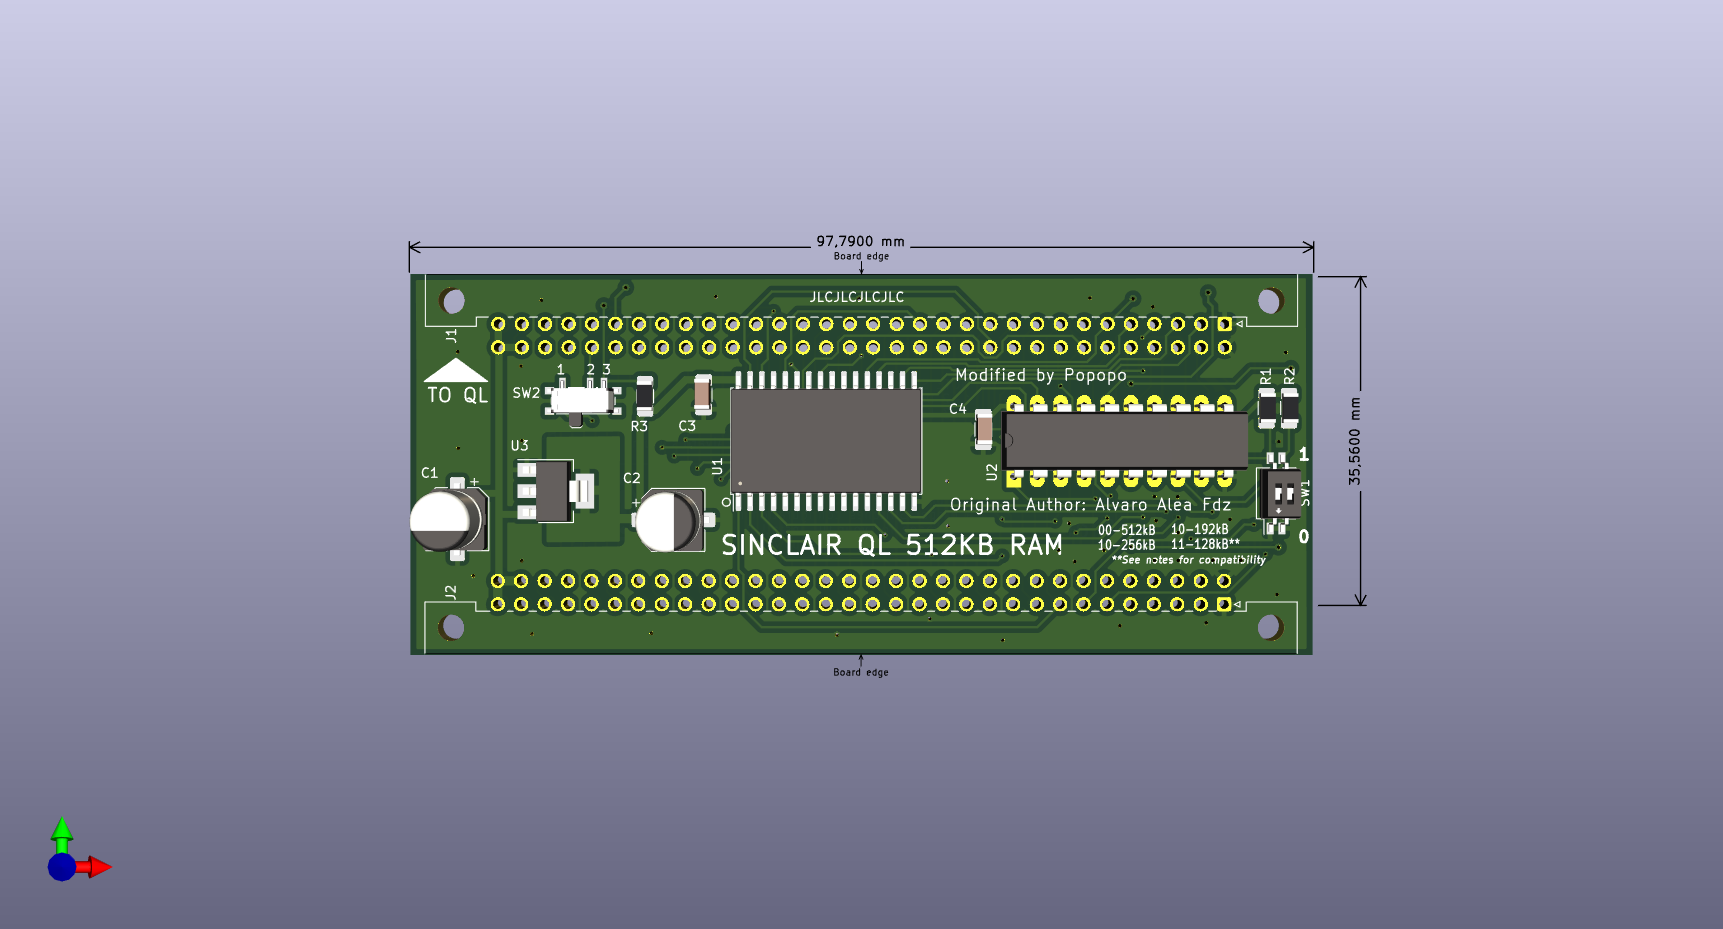 97,7900 mm
Board edge
JLCJLCJLCJLC
J1
TO QL
1 2 3
SW2
R3
C3
Modified by Popopo
C4
R1
R2
35,5600 mm
U3
U1
U2
C1
+
C2
+
1
SW1
0
Original Author: Alvaro Alea Fdz
SINCLAIR QL 512KB RAM
00-512kB 10-192kB
10-256kB 11-128kB**
**See notes for compatibility
J2
Board edge